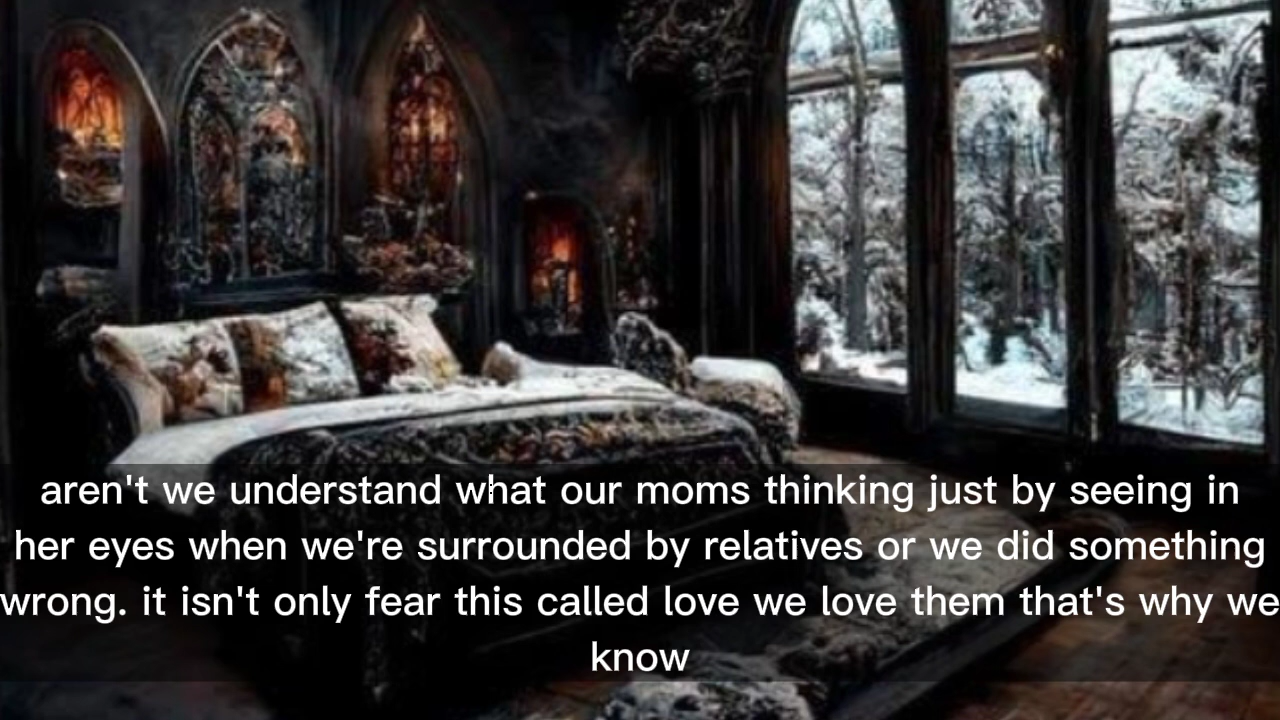 aren't we understand what our moms thinking just by seeing in
her eyes when we're surrounded by relatives or we did something
wrong. it isn't only fear this called love we love them that's why we
know